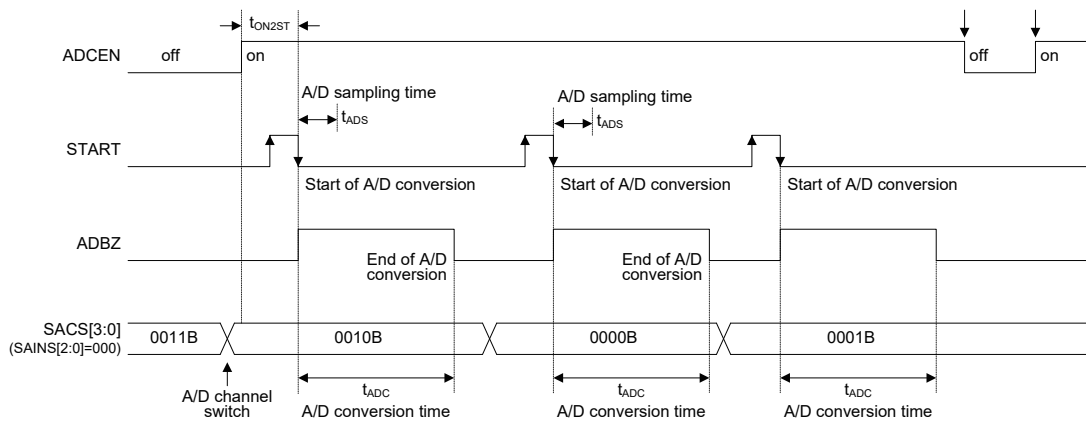 tON2ST
ADCEN
off
on
off
on
A/D sampling time
tADS
A/D sampling time
tADS
START
Start of A/D conversion
Start of A/D conversion
Start of A/D conversion
ADBZ
End of A/D
conversion
End of A/D
conversion
SACS[3:0]
(SAINS[2:0]=000)
0011B
0010B
0000B
0001B
A/D channel
switch
tADC
A/D conversion time
tADC
A/D conversion time
tADC
A/D conversion time